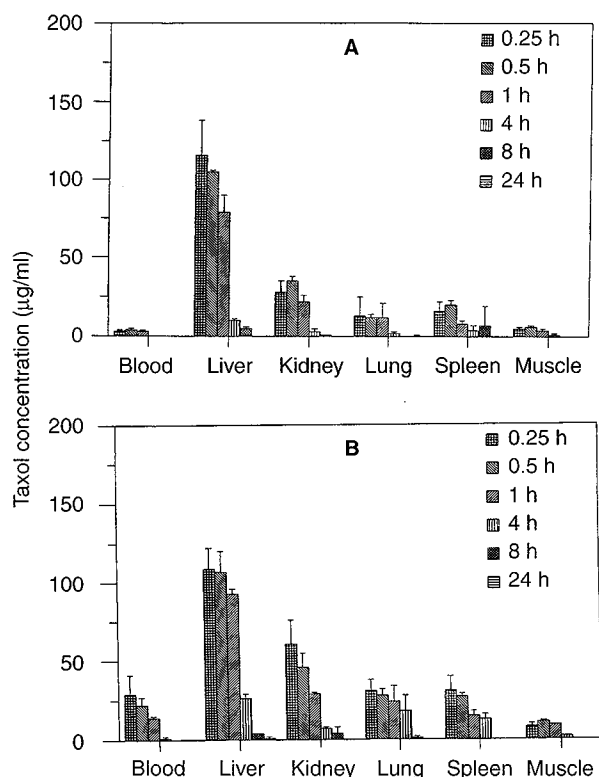 Taxol concentration (µg/ml)
200
150
100
50
0
A
0.25 h
0.5 h
1 h
4 h
8 h
24 h
Blood Liver Kidney Lung Spleen Muscle
200
150
100
50
0
B
0.25 h
0.5 h
1 h
4 h
8 h
24 h
Blood Liver Kidney Lung Spleen Muscle